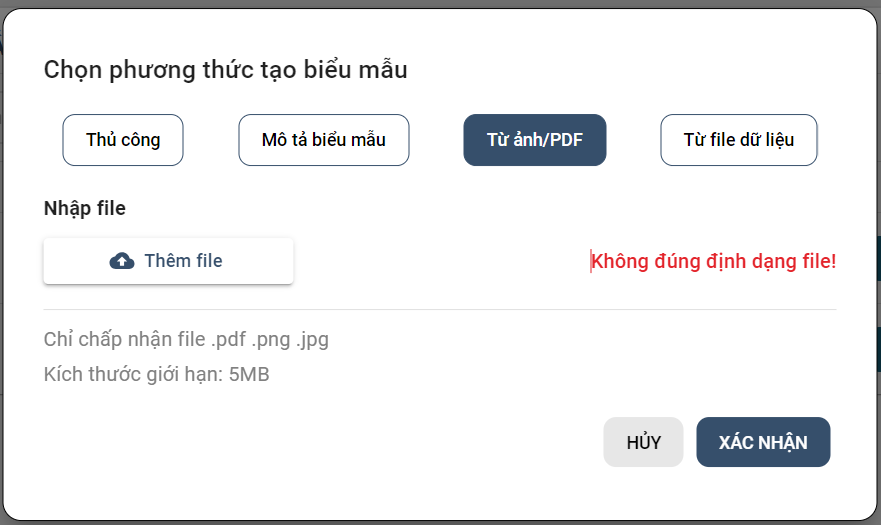 Chọn phương thức tạo biểu mẫu
Thủ công
Mô tả biểu mẫu
Từ ảnh/PDF
Từ file dữ liệu
Nhập file
Thêm file
Không đúng định dạng file!
Chỉ chấp nhận file .pdf .png .jpg
Kích thước giới hạn: 5MB
HỦY
XÁC NHẬN